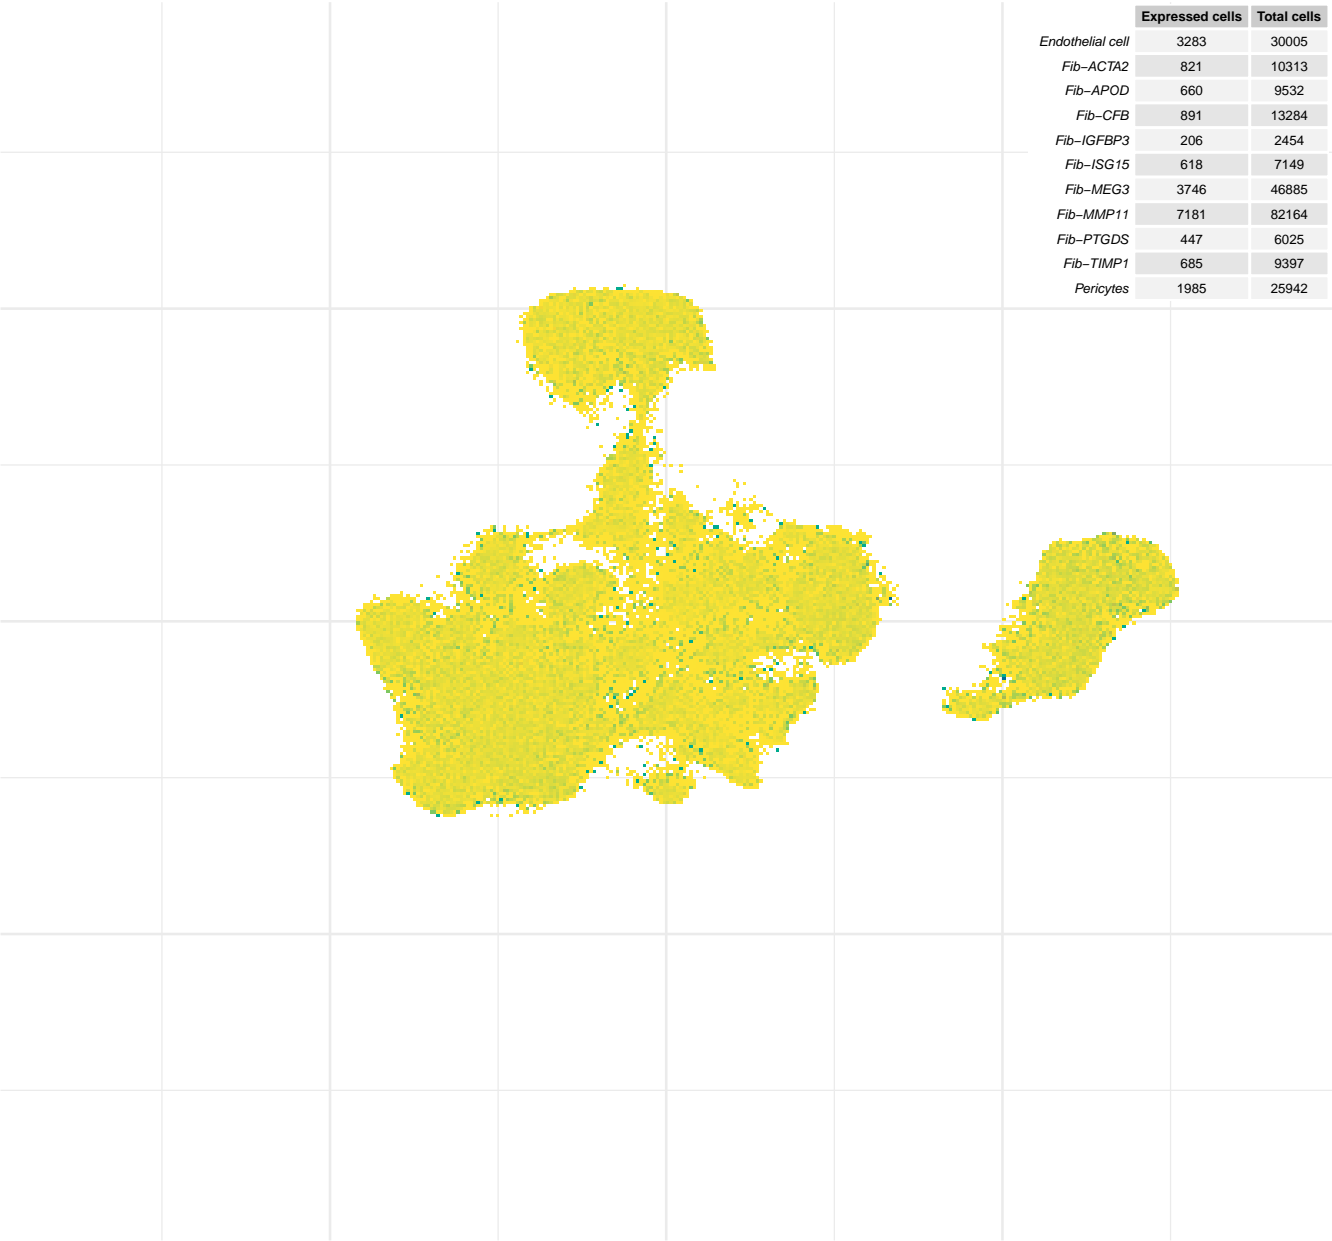 Expressed cells Total cells
Endothelial cell 3283 30005
Fib−ACTA2 821 10313
Fib−APOD 660 9532
Fib−CFB 891 13284
Fib−IGFBP3 206 2454
Fib−ISG15 618 7149
Fib−MEG3 3746 46885
Fib−MMP11 7181 82164
Fib−PTGDS 447 6025
Fib−TIMP1 685 9397
Pericytes 1985 25942